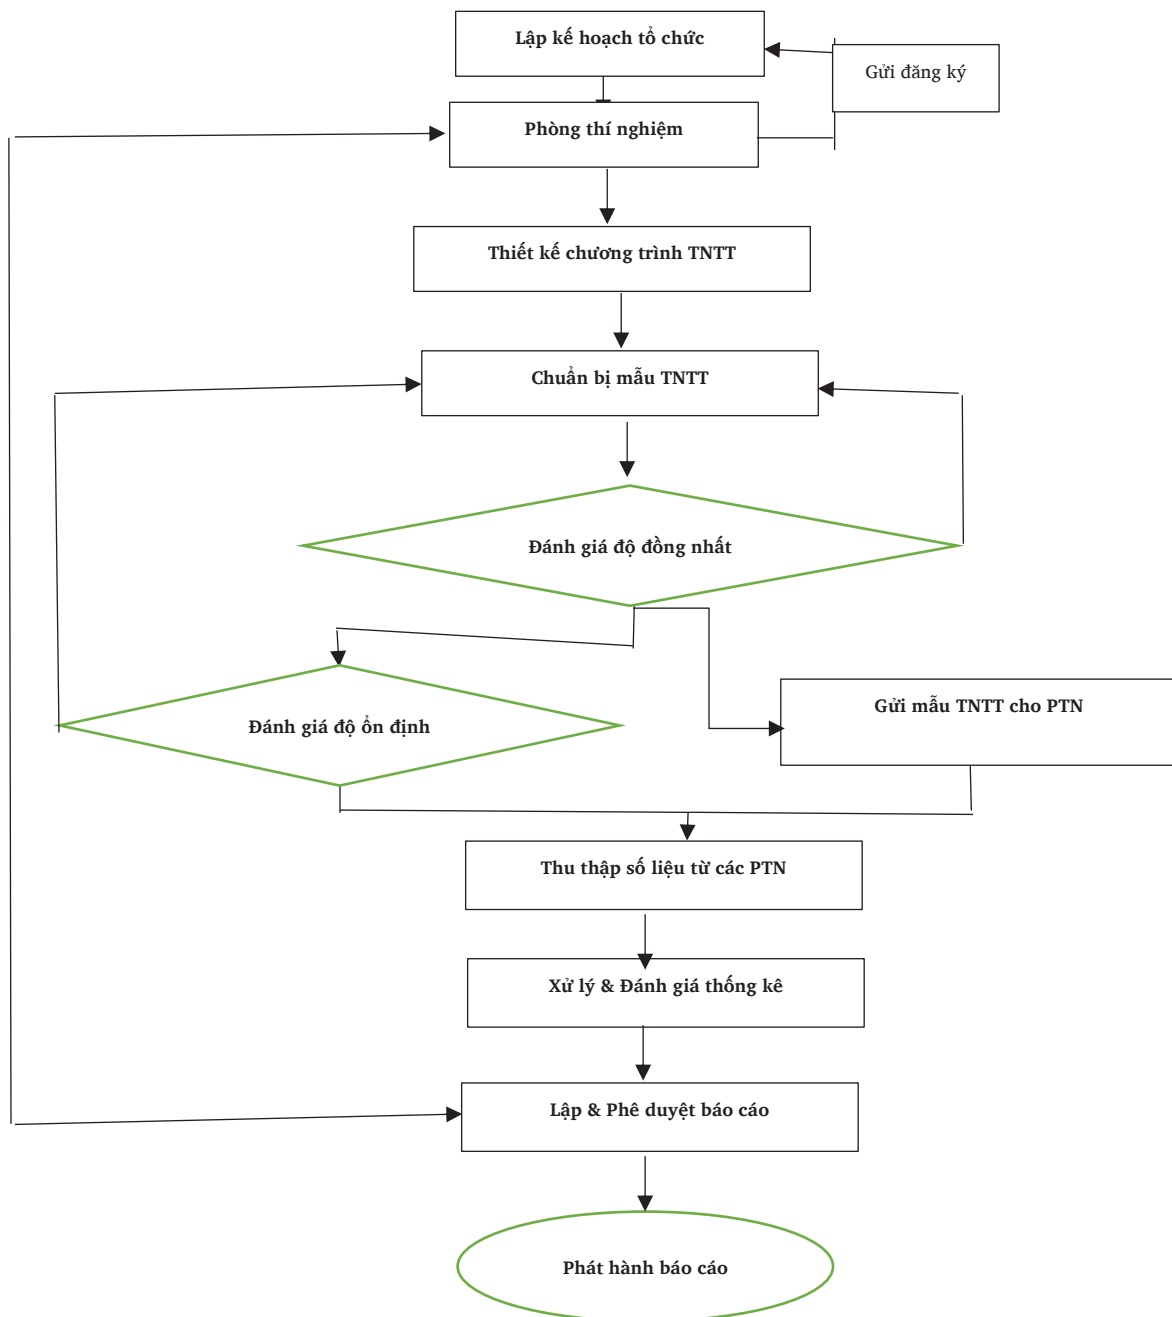 Lập kế hoạch tổ chức
Gửi đăng ký
Phòng thí nghiệm
Thiết kế chương trình TNTT
Chuẩn bị mẫu TNTT
Đánh giá độ đồng nhất
Gửi mẫu TNTT cho PTN
Đánh giá độ ổn định
Thu thập số liệu từ các PTN
Xử lý & Đánh giá thống kê
Lập & Phê duyệt báo cáo
Phát hành báo cáo